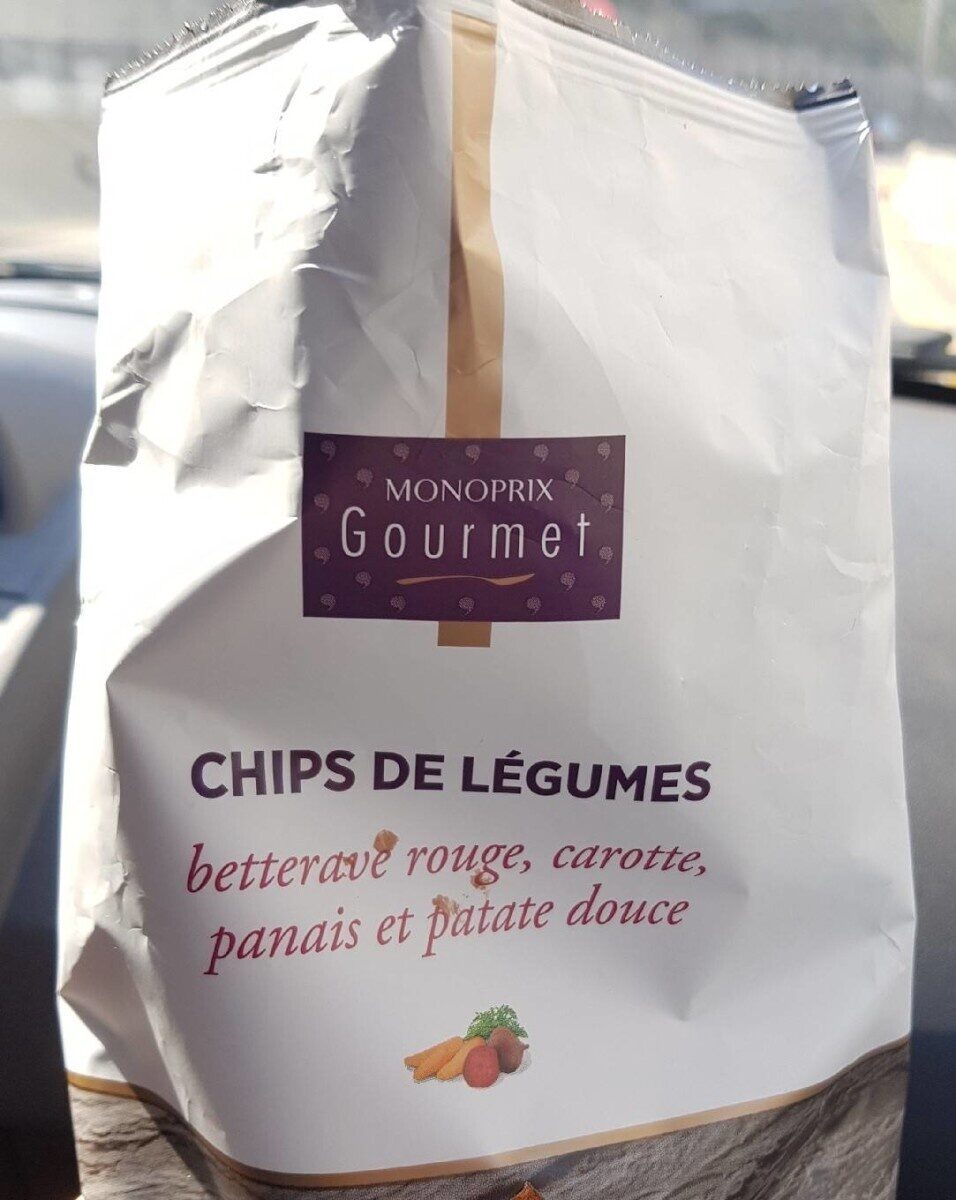 MONOPRIX
Gourmet
CHIPS DE LÉGUMES
betterave rouge, carotte,
panais et patate douce